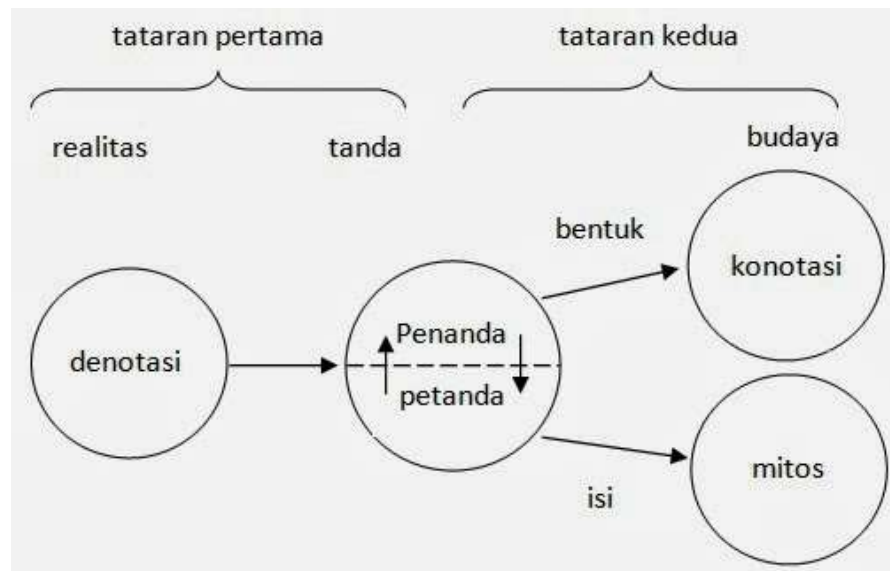 tataran pertama
tataran kedua
realitas
tanda
budaya
bentuk
konotasi
denotasi
Penanda
petanda
isi
mitos